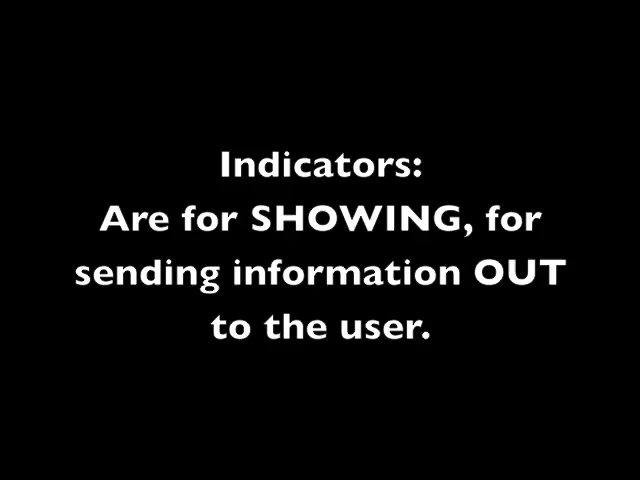 Indicators:
Are for SHOWING, for
sending information OUT
to the user.